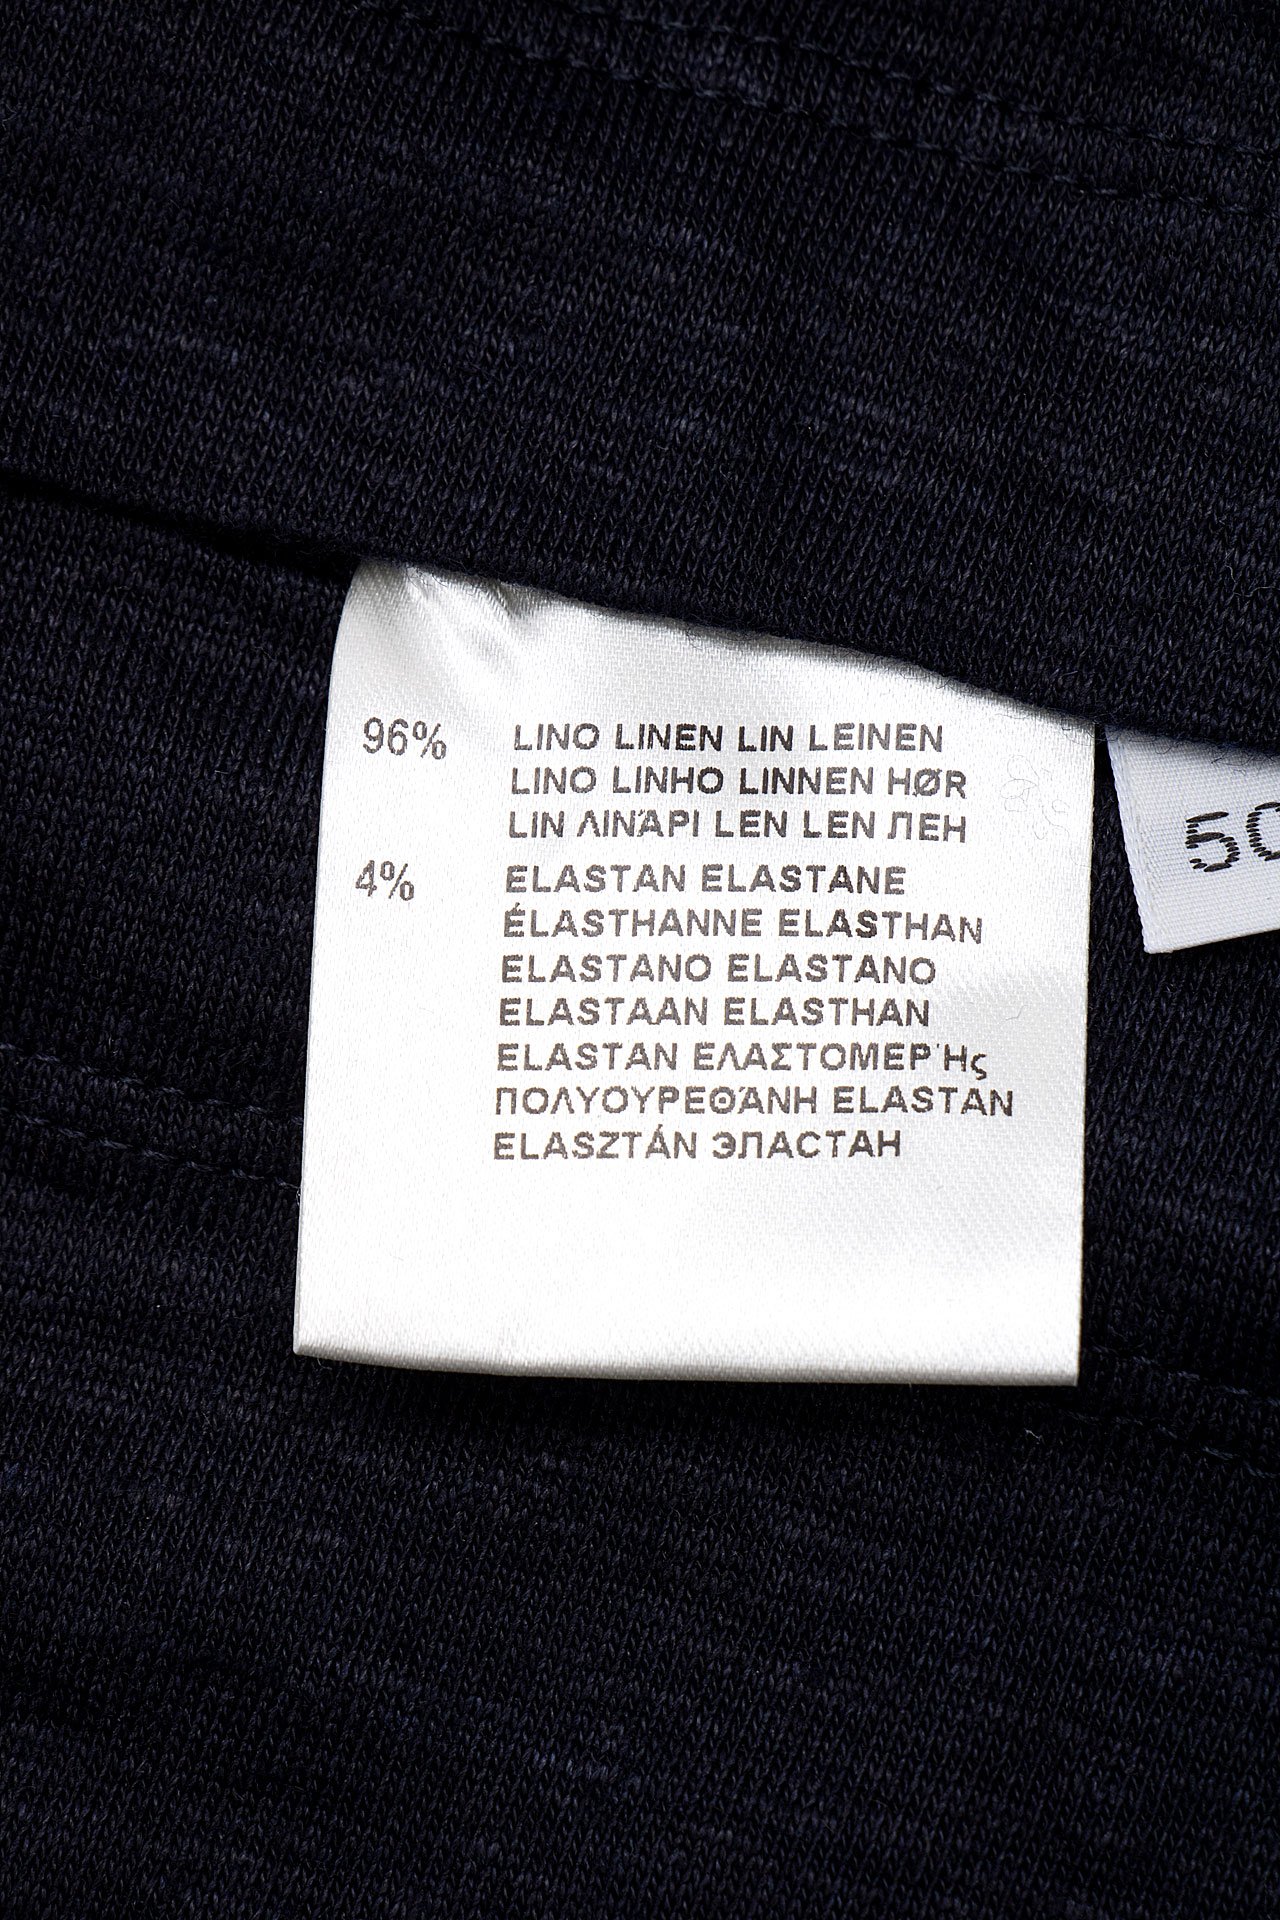 96% LINO LINEN LIN LEINEN
LINO LINHO LINNEN HØR
LIN ΛΙΝΆΡΙ LEN LEN ЛЕН
4% ELASTAN ELASTANE
ÉLASTHANNE ELASTHAN
ELASTANO ELASTANO
ELASTAAN ELASTHAN
ELASTAN ΕΛΑΣΤΟΜΕΡΉς
ΠΟΛΥΟΥΡΕΘΆΝΗ ELASTAN
ELASZTÁN ЭЛАСТАН
50